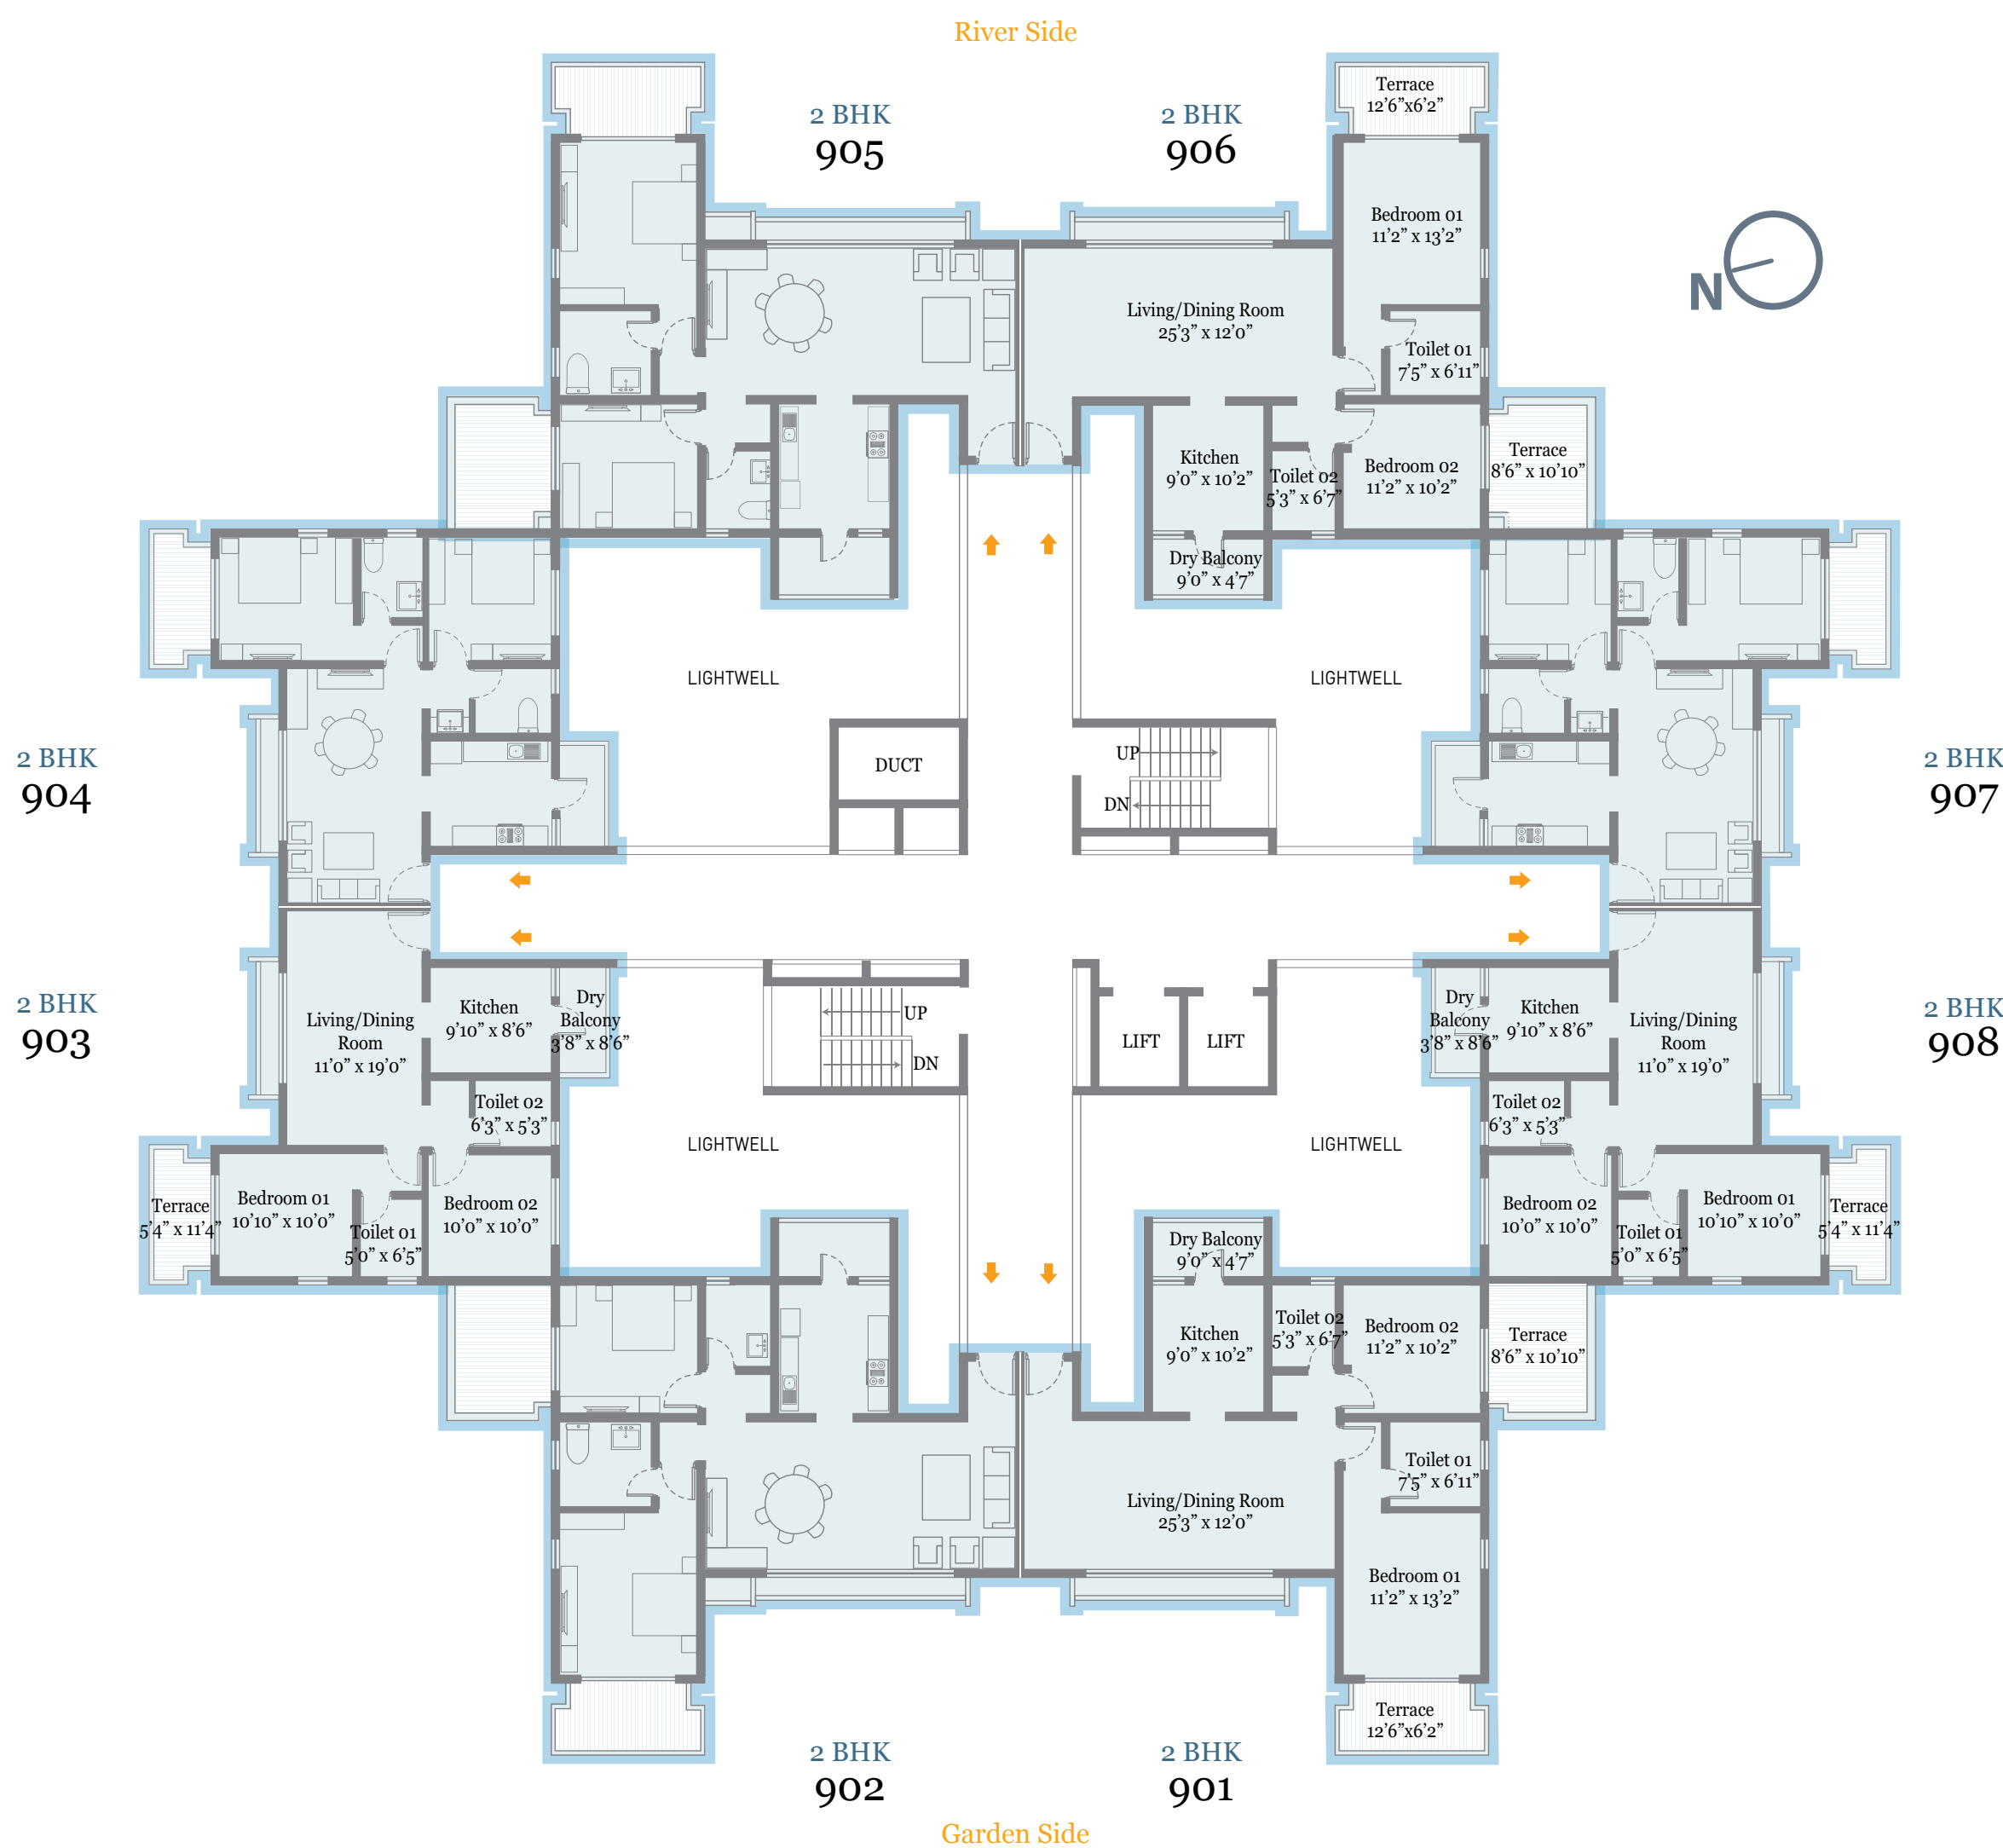 River Side
2 BHK
905
2 BHK
906
Terrace
12’6”x6’2”
Bedroom 01
11’2” x 13’2”
N
Living/Dining Room
25’3” x 12’0”
Toilet 01
7’5” x 6’11”
Kitchen
9’0” x 10’2”
Toilet 02
5’3” x 6’7”
Bedroom 02
11’2” x 10’2”
Terrace
8’6” x 10’10”
Dry Balcony
9’0” x 4’7”
LIGHTWELL
LIGHTWELL
2 BHK
904
DUCT
UP
DN
2 BHK
907
2 BHK
903
Living/Dining
Room
11’0” x 19’0”
Kitchen
9’10” x 8’6”
Dry
Balcony
3’8” x 8’6”
UP
DN
LIFT
LIFT
Dry
Balcony
3’8” x 8’6”
Kitchen
9’10” x 8’6”
Living/Dining
Room
11’0” x 19’0”
2 BHK
908
Toilet 02
6’3” x 5’3”
LIGHTWELL
LIGHTWELL
Toilet 02
6’3” x 5’3”
Terrace
5’4” x 11’4”
Bedroom 01
10’10” x 10’0”
Toilet 01
5’0” x 6’5”
Bedroom 02
10’0” x 10’0”
Bedroom 02
10’0” x 10’0”
Toilet 01
5’0” x 6’5”
Bedroom 01
10’10” x 10’0”
Terrace
5’4” x 11’4”
Dry Balcony
9’0” x 4’7”
Kitchen
9’0” x 10’2”
Toilet 02
5’3” x 6’7”
Bedroom 02
11’2” x 10’2”
Terrace
8’6” x 10’10”
Toilet 01
7’5” x 6’11”
Living/Dining Room
25’3” x 12’0”
Bedroom 01
11’2” x 13’2”
Terrace
12’6”x6’2”
2 BHK
902
2 BHK
901
Garden Side